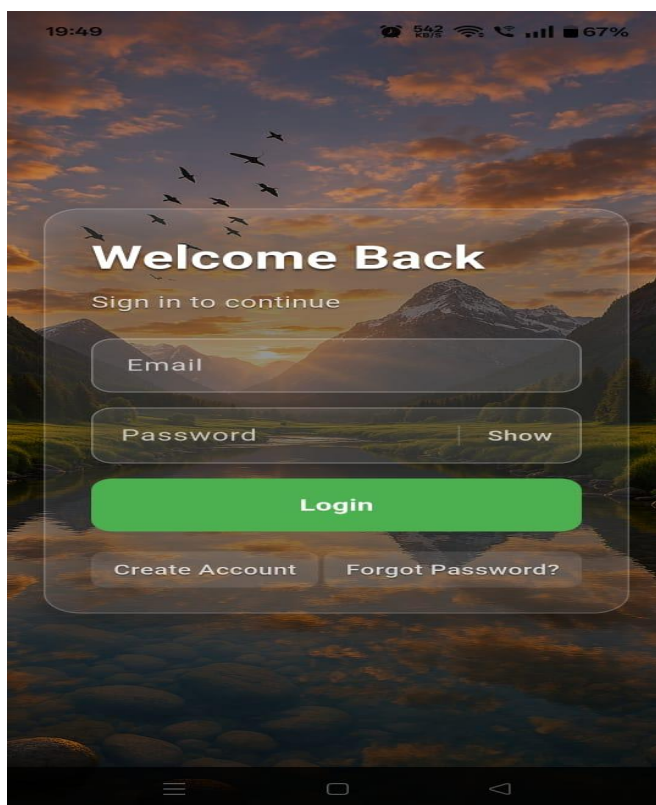 19:49 542 KB/S 67%
Welcome Back
Sign in to continue
Email
Password Show
Login
Create Account Forgot Password?